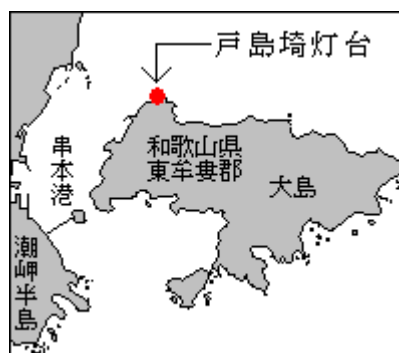 戸島埼灯台
和歌山県
東牟婁郡
大島
串本港
潮岬半島